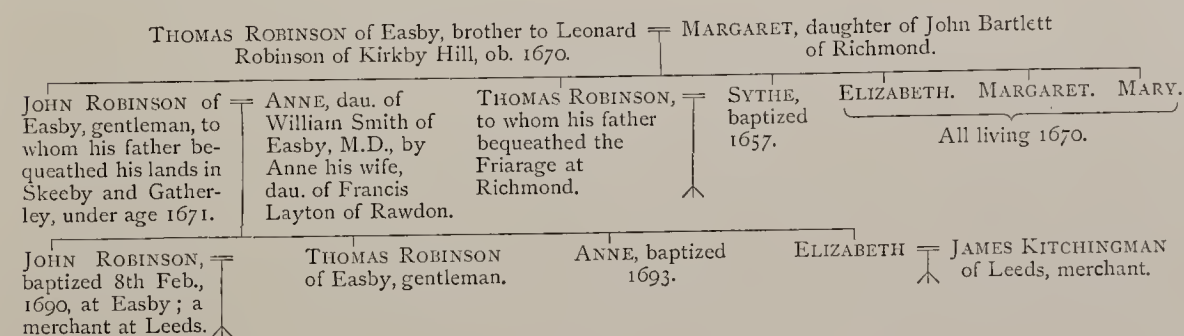 THOMAS ROBINSON of Easby, brother to Leonard
Robinson of Kirkby Hill, ob. 1670.
MARGARET, daughter of John Bartlett
of Richmond.
JOHN ROBINSON of
Easby, gentleman, to
whom his father be-
queathed his lands in
Skeeby and Gather-
ley, under age 1671.
ANNE, dau. of
William Smith of
Easby, M.D., by
Anne his wife,
dau. of Francis
Layton of Rawdon.
THOMAS ROBINSON,
to whom his father
bequeathed the
Friarage at
Richmond.
SYTHE,
baptized
1657.
ELIZABETH. MARGARET. MARY.
All living 1670.
JOHN ROBINSON,
baptized 8th Feb.,
1690, at Easby; a
merchant at Leeds.
THOMAS ROBINSON
of Easby, gentleman.
ANNE, baptized
1693.
ELIZABETH
JAMES KITCHINGMAN
of Leeds, merchant.